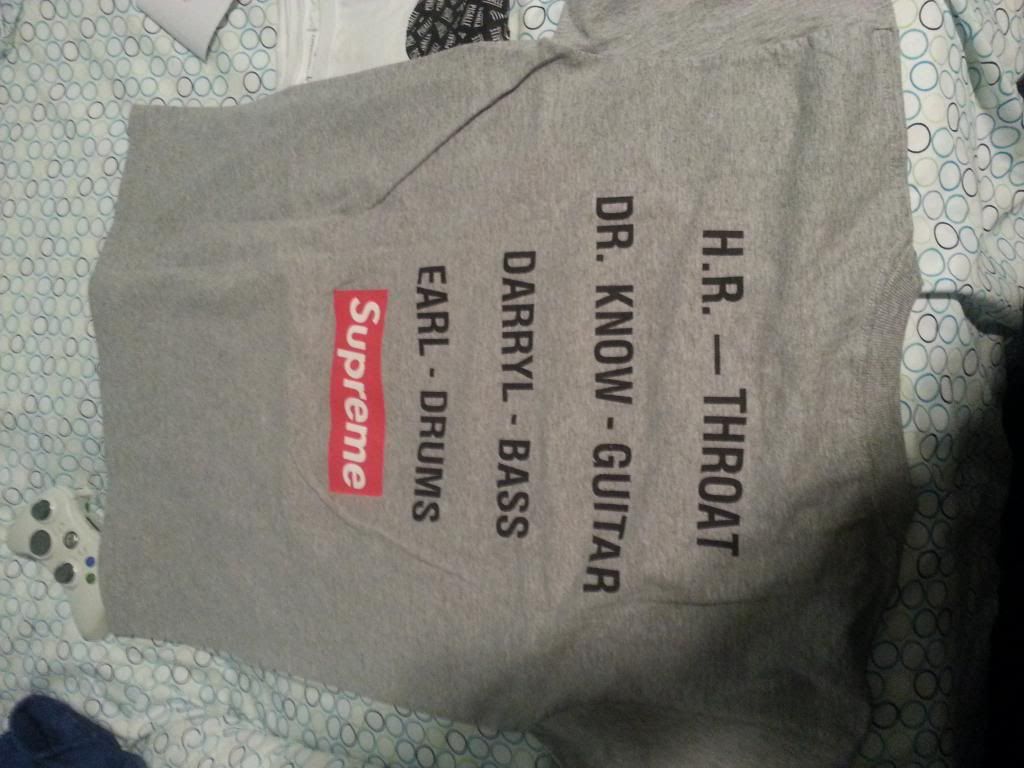 H.R. — THROAT
DR. KNOW - GUITAR
DARRYL - BASS
EARL - DRUMS
Supreme